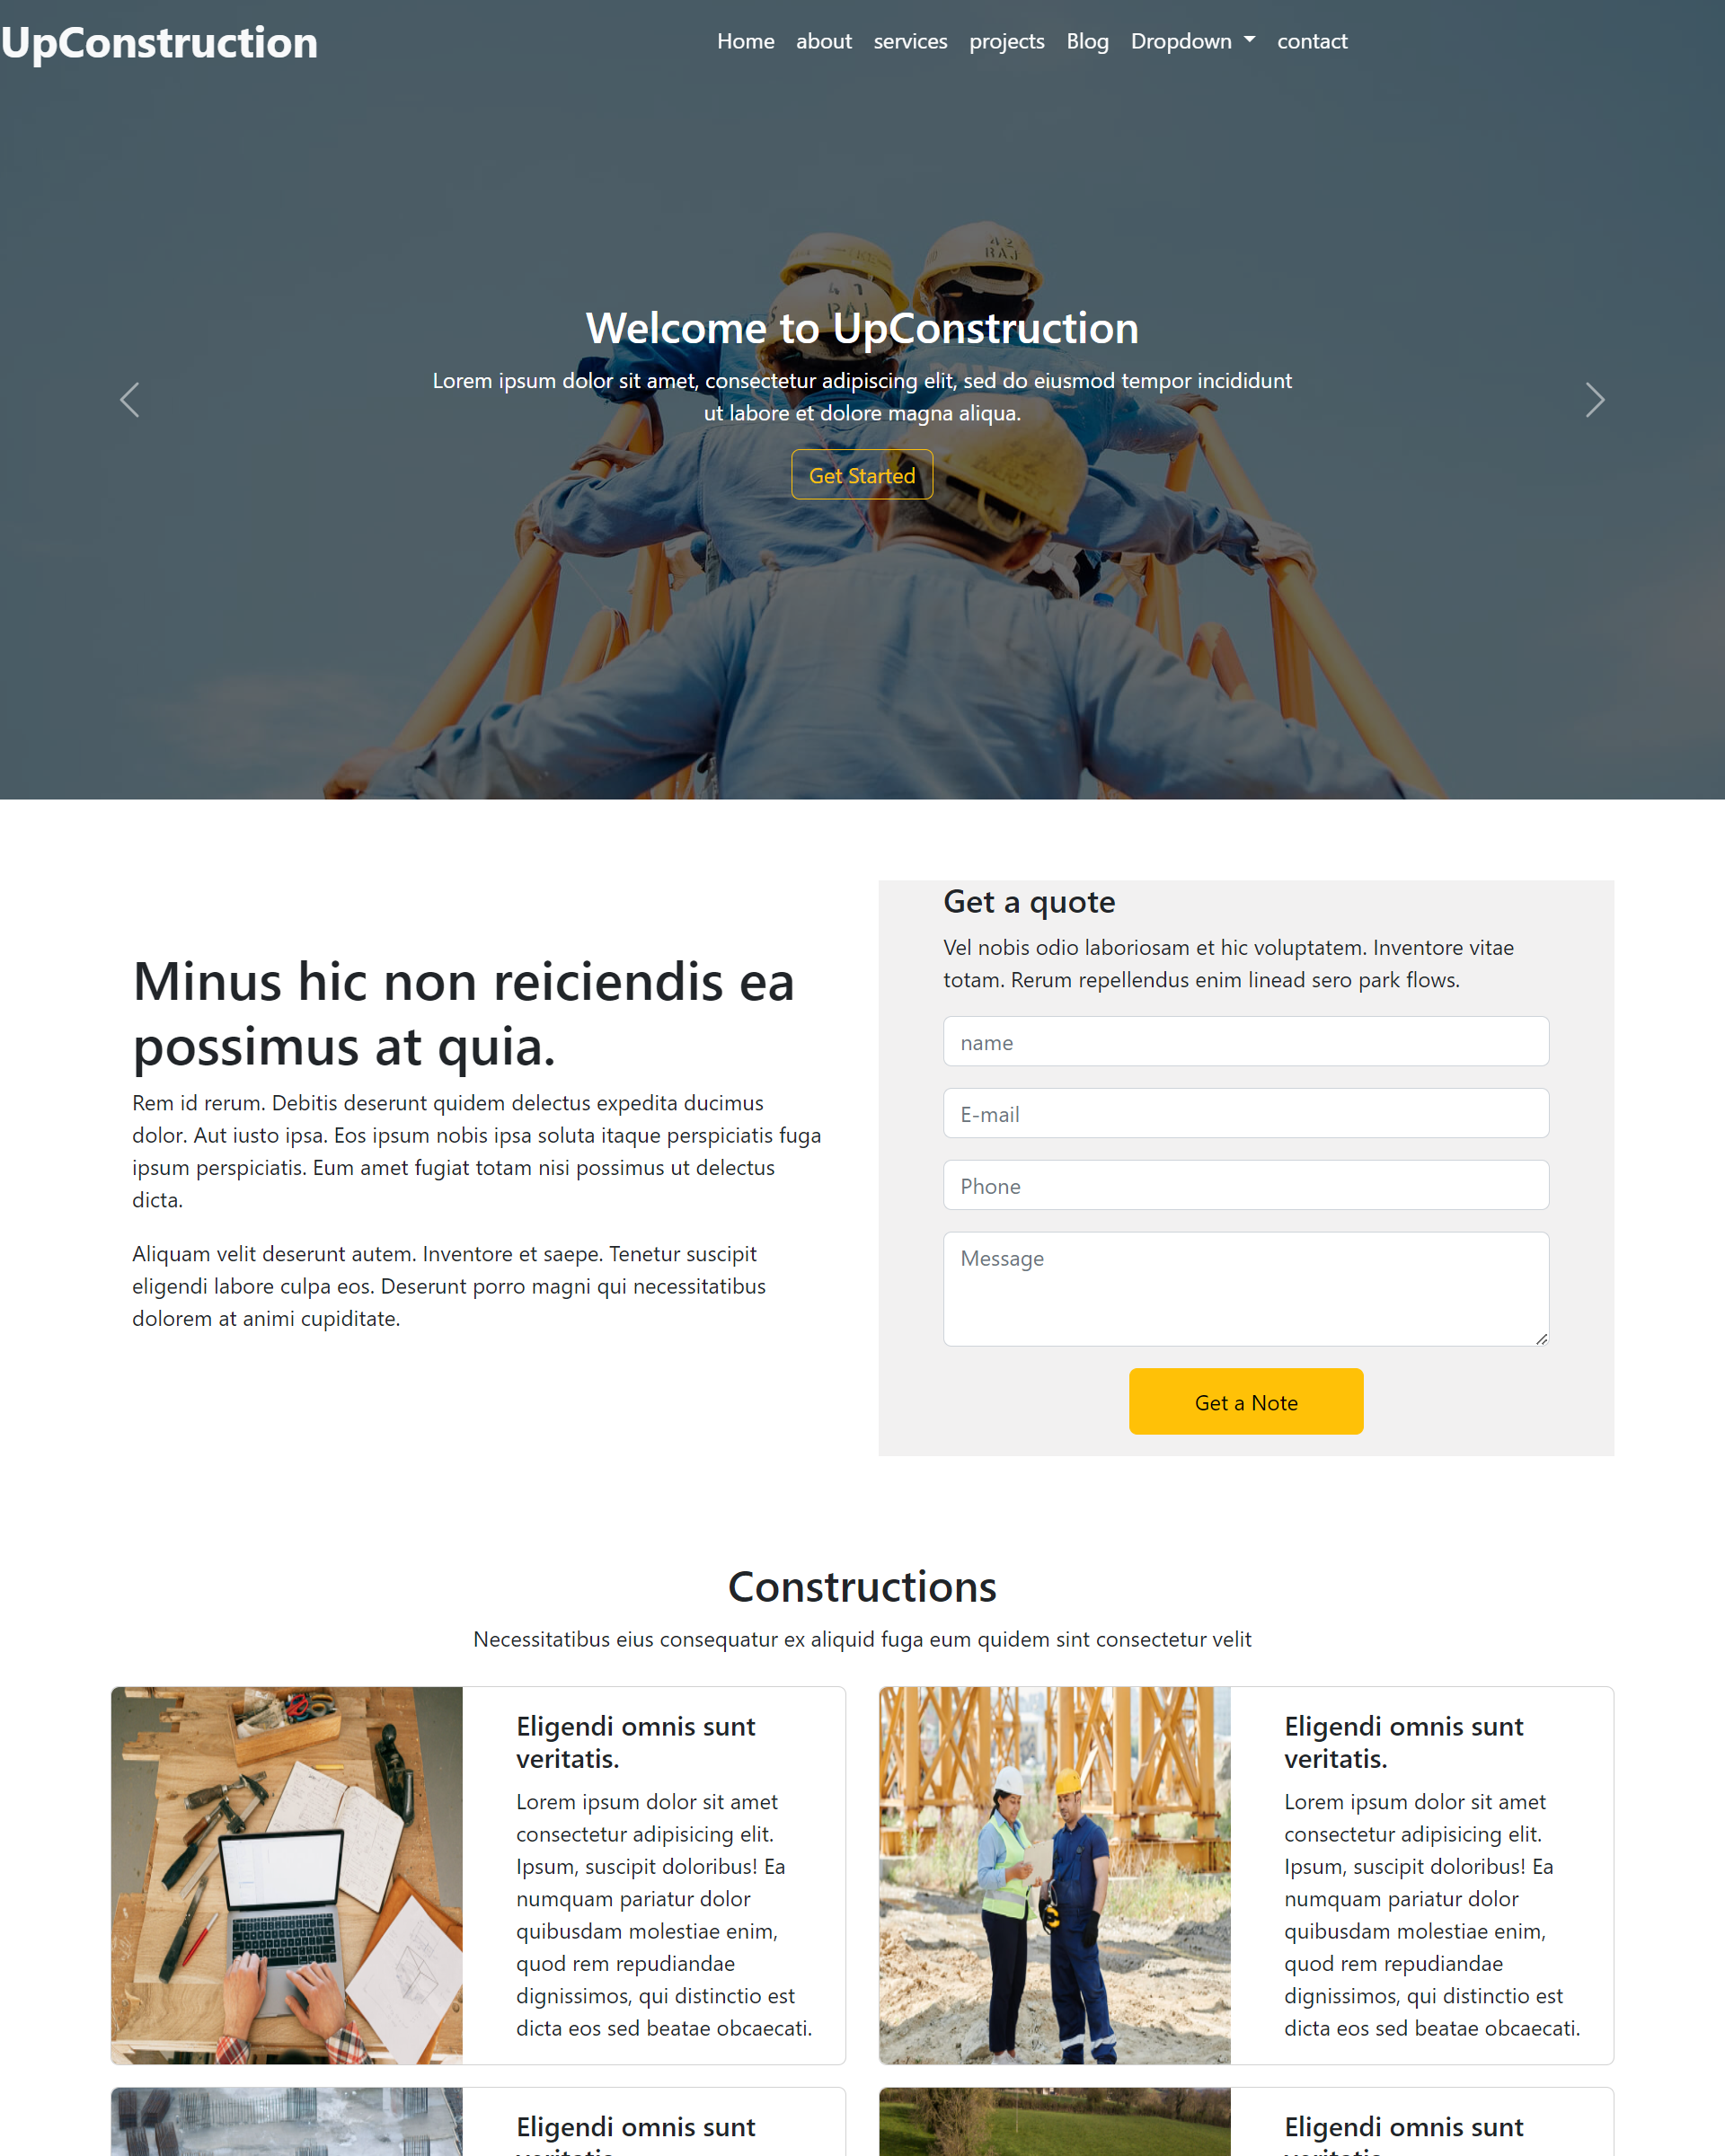 UpConstruction
Home about services projects Blog Dropdown contact
42
RAJ
41
RAJ
Welcome to UpConstruction
Lorem ipsum dolor sit amet, consectetur adipiscing elit, sed do eiusmod tempor incididunt
ut labore et dolore magna aliqua.
Get Started
Get a quote
Vel nobis odio laboriosam et hic voluptatem. Inventore vitae
totam. Rerum repellendus enim linead sero park flows.
name
E-mail
Phone
Message
Get a Note
Minus hic non reiciendis ea
possimus at quia.
Rem id rerum. Debitis deserunt quidem delectus expedita ducimus
dolor. Aut iusto ipsa. Eos ipsum nobis ipsa soluta itaque perspiciatis fuga
ipsum perspiciatis. Eum amet fugiat totam nisi possimus ut delectus
dicta.
Aliquam velit deserunt autem. Inventore et saepe. Tenetur suscipit
eligendi labore culpa eos. Deserunt porro magni qui necessitatibus
dolorem at animi cupiditate.
Constructions
Necessitatibus eius consequatur ex aliquid fuga eum quidem sint consectetur velit
Eligendi omnis sunt
veritatis.
Lorem ipsum dolor sit amet
consectetur adipisicing elit.
Ipsum, suscipit doloribus! Ea
numquam pariatur dolor
quibusdam molestiae enim,
quod rem repudiandae
dignissimos, qui distinctio est
dicta eos sed beatae obcaecati.
Eligendi omnis sunt
veritatis.
Lorem ipsum dolor sit amet
consectetur adipisicing elit.
Ipsum, suscipit doloribus! Ea
numquam pariatur dolor
quibusdam molestiae enim,
quod rem repudiandae
dignissimos, qui distinctio est
dicta eos sed beatae obcaecati.
Eligendi omnis sunt
Eligendi omnis sunt